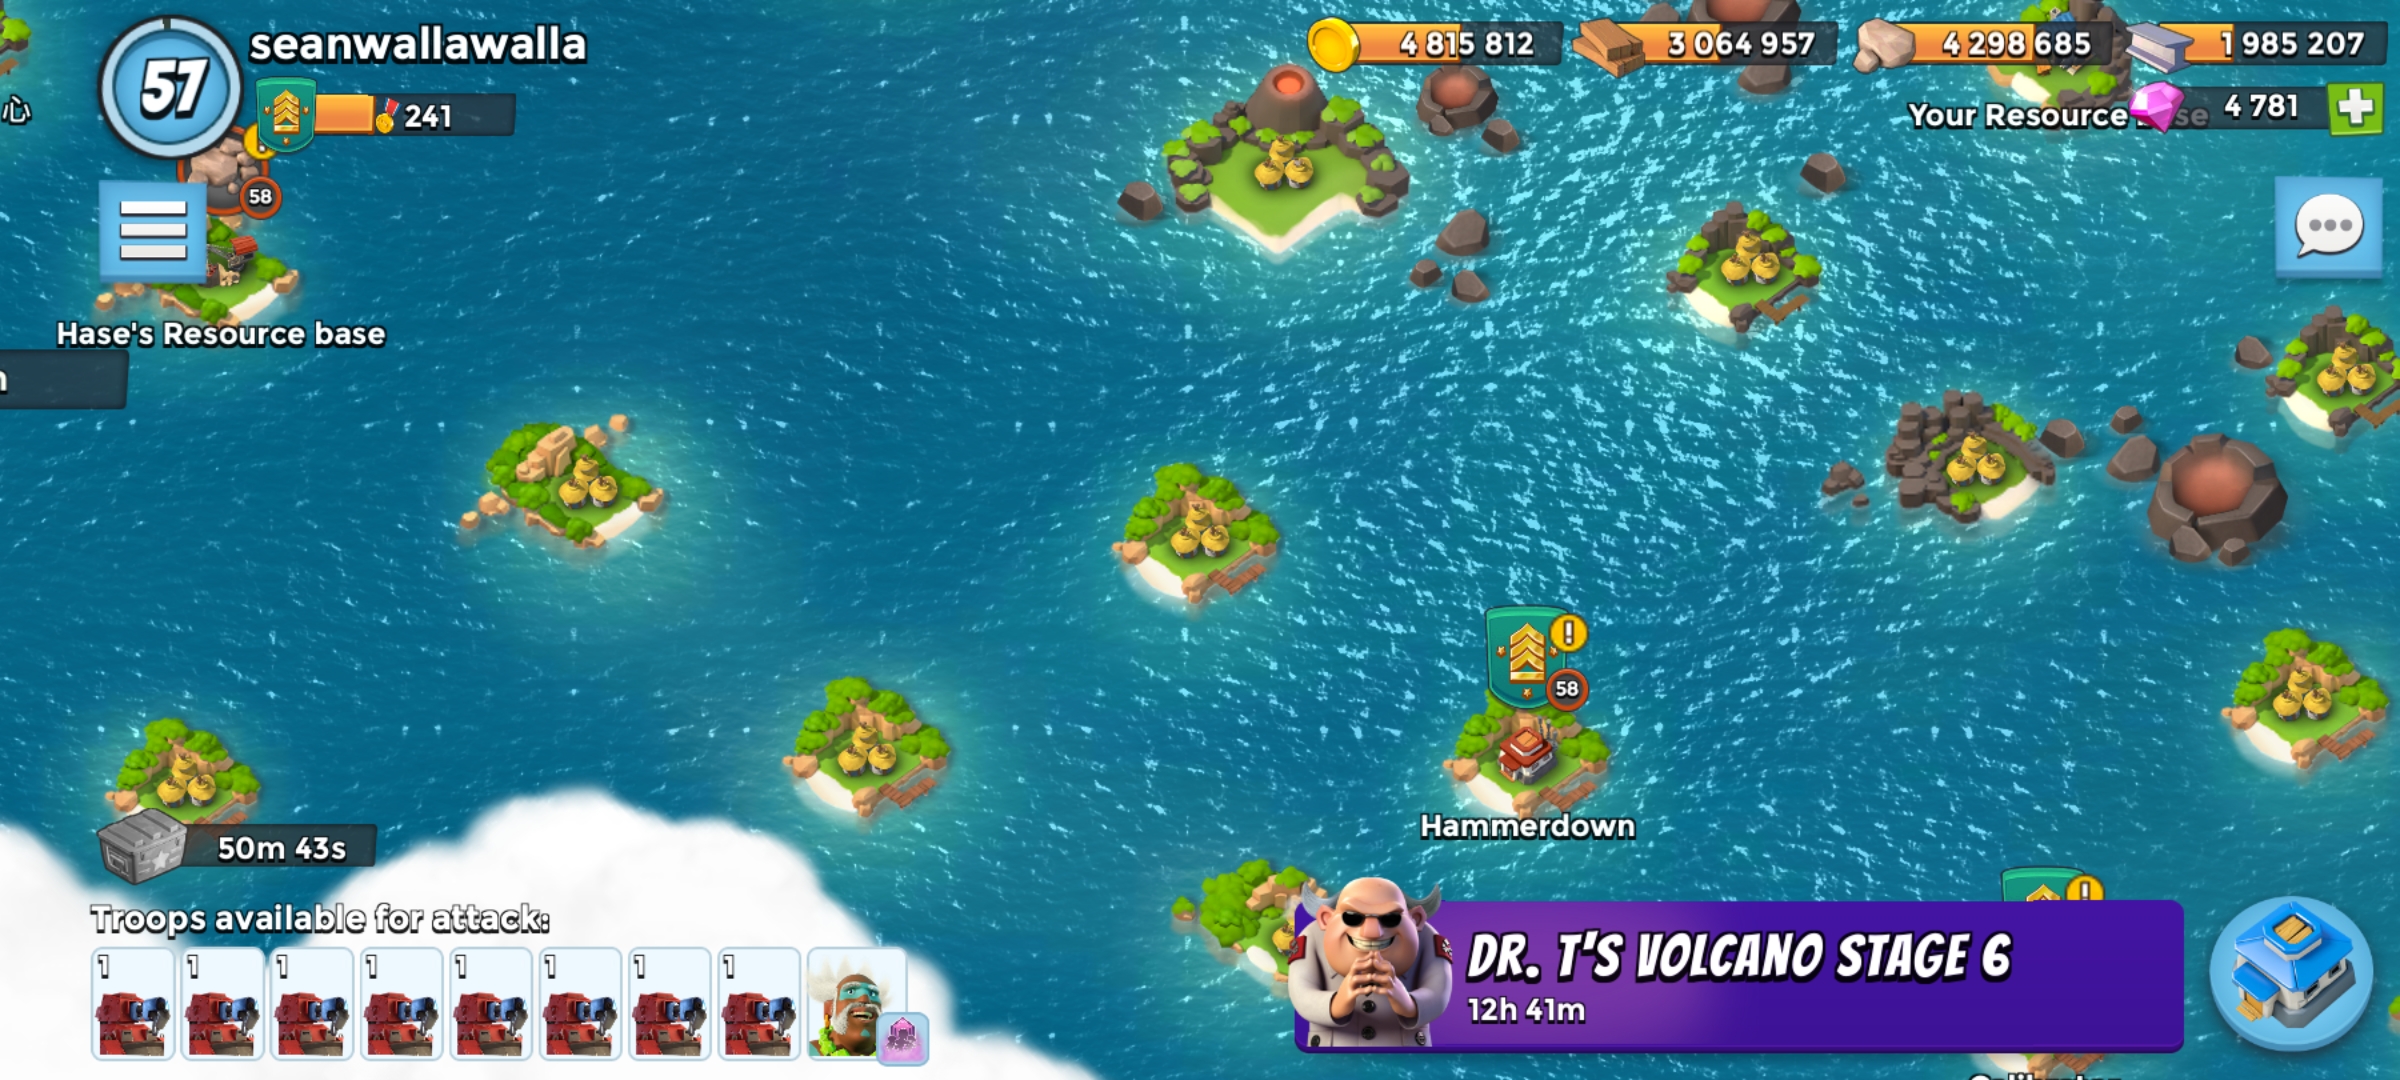 57
seanwallawalla
241
4 815 812
3 064 957
4 298 685
1 985 207
心
Your Resource
4 781
58
Hase's Resource base
!
58
Hammerdown
50m 43s
!
Troops available for attack:
1
1
1
1
1
1
1
1
DR. T'S VOLCANO STAGE 6
12h 41m